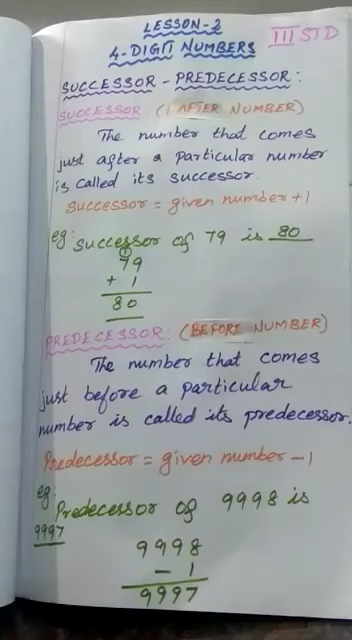 LESSON-2
4-DIGIT NUMBERS
III STD
SUCCESSOR - PREDECESSOR:
SUCCESSOR (1 AFTER NUMBER)
The number that comes
just after a particular number
is called its successor.
successor = given number +1
eg: successor of 79 is 80
1
79
+ 1
80
PREDECESSOR: (BEFORE NUMBER)
The number that comes
just before a particular
number is called its predecessor.
Predecessor = given number -1
eg:
Predecessor of 9998 is
9997
9998
- 1
9997